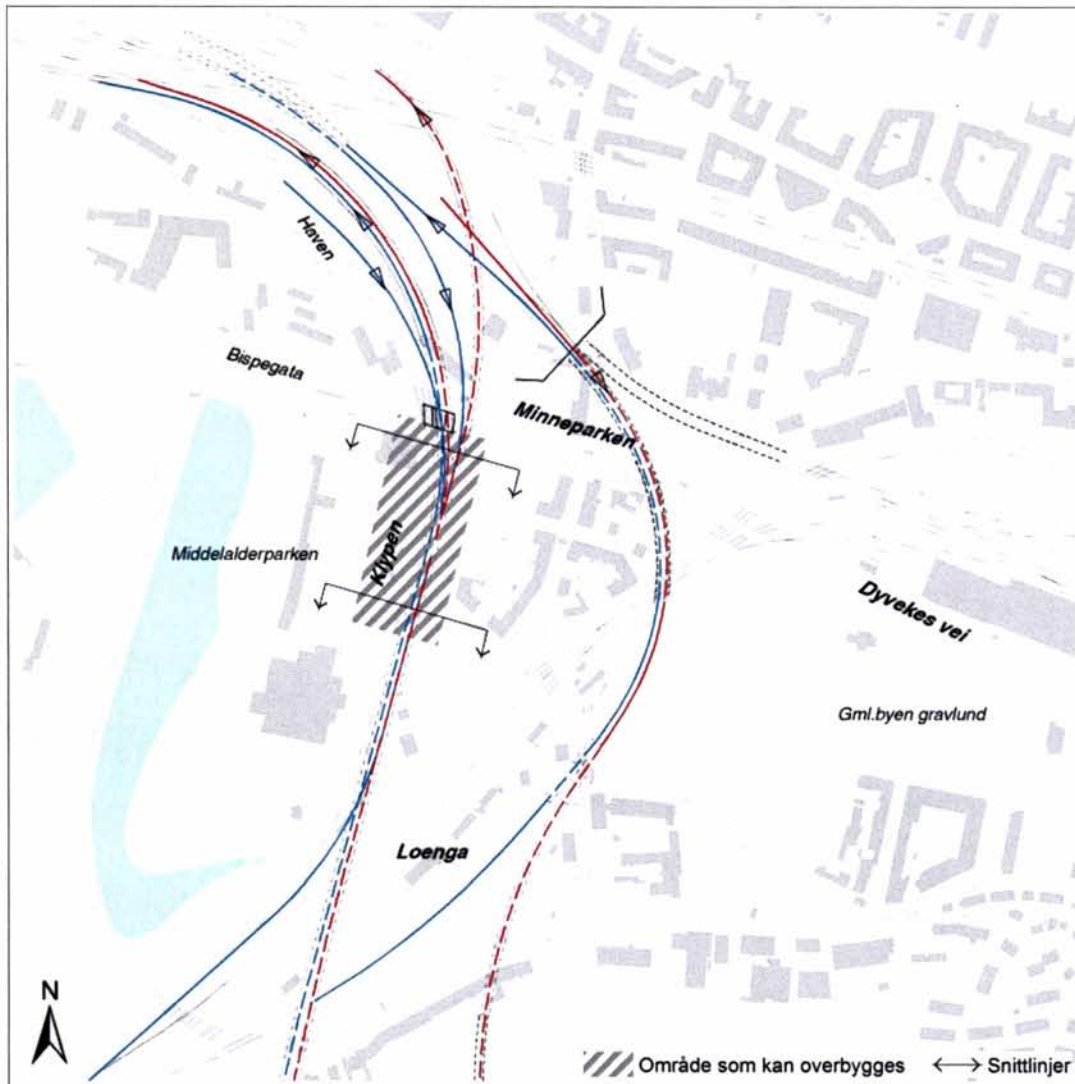 Haven
Bispegata
Minneparken
Middelalderparken
Klypen
Dyvekes vei
Gml.byen gravlund
Loenga
N
Område som kan overbygges
Snittlinjer